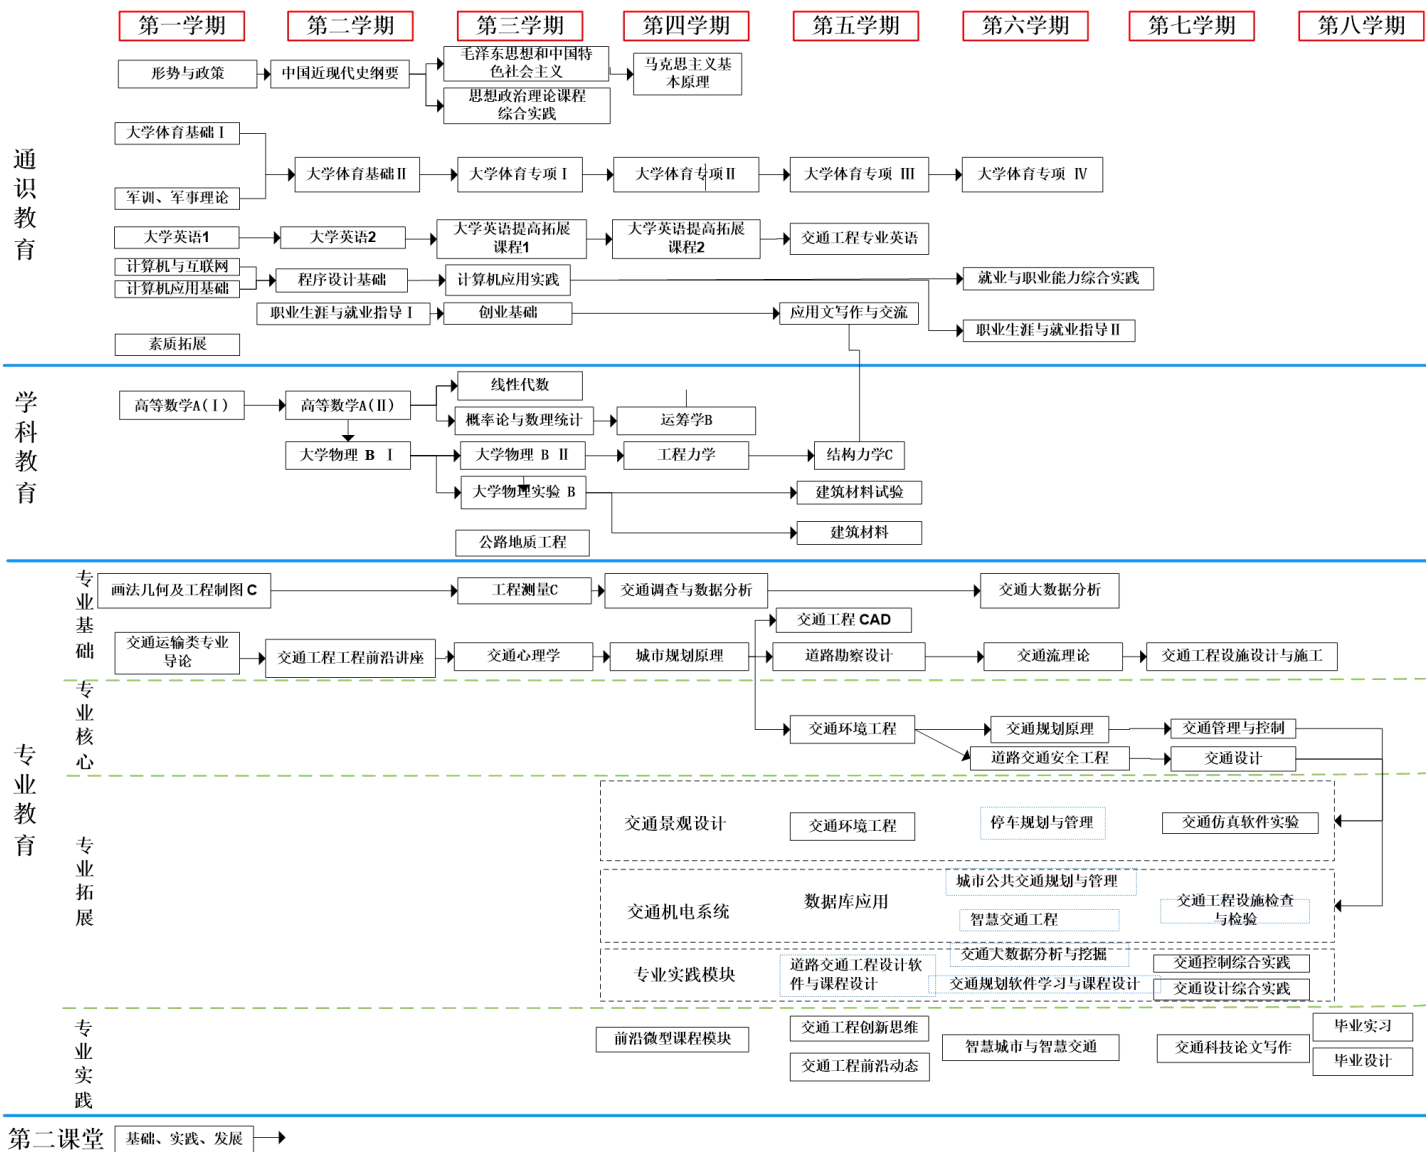 第一学期
第二学期
第三学期
第四学期
第五学期
第六学期
第七学期
第八学期
通识教育
形势与政策
中国近现代史纲要
毛泽东思想和中国特
色社会主义
思想政治理论课程
综合实践
马克思主义基
本原理
大学体育基础Ⅰ
军训、军事理论
大学体育基础Ⅱ
大学体育专项Ⅰ
大学体育专项Ⅱ
大学体育专项 Ⅲ
大学体育专项 Ⅳ
大学英语1
大学英语2
大学英语提高拓展
课程1
大学英语提高拓展
课程2
交通工程专业英语
计算机与互联网
计算机应用基础
程序设计基础
计算机应用实践
就业与职业能力综合实践
职业生涯与就业指导Ⅰ
创业基础
应用文写作与交流
职业生涯与就业指导Ⅱ
素质拓展
学科教育
高等数学A(Ⅰ)
高等数学A(Ⅱ)
线性代数
概率论与数理统计
运筹学B
大学物理 B Ⅰ
大学物理 B Ⅱ
工程力学
结构力学C
大学物理实验 B
建筑材料试验
建筑材料
公路地质工程
专业教育
专业基础
画法几何及工程制图 C
工程测量C
交通调查与数据分析
交通大数据分析
交通工程 CAD
交通运输类专业
导论
交通工程工程前沿讲座
交通心理学
城市规划原理
道路勘察设计
交通流理论
交通工程设施设计与施工
专业核心
交通环境工程
交通规划原理
交通管理与控制
道路交通安全工程
交通设计
专业拓展
交通景观设计
交通环境工程
停车规划与管理
交通仿真软件实验
交通机电系统
数据库应用
城市公共交通规划与管理
智慧交通工程
交通工程设施检查
与检验
专业实践模块
道路交通工程设计软
件与课程设计
交通大数据分析与挖掘
交通规划软件学习与课程设计
交通控制综合实践
交通设计综合实践
专业实践
前沿微型课程模块
交通工程创新思维
交通工程前沿动态
智慧城市与智慧交通
交通科技论文写作
毕业实习
毕业设计
第二课堂
基础、实践、发展